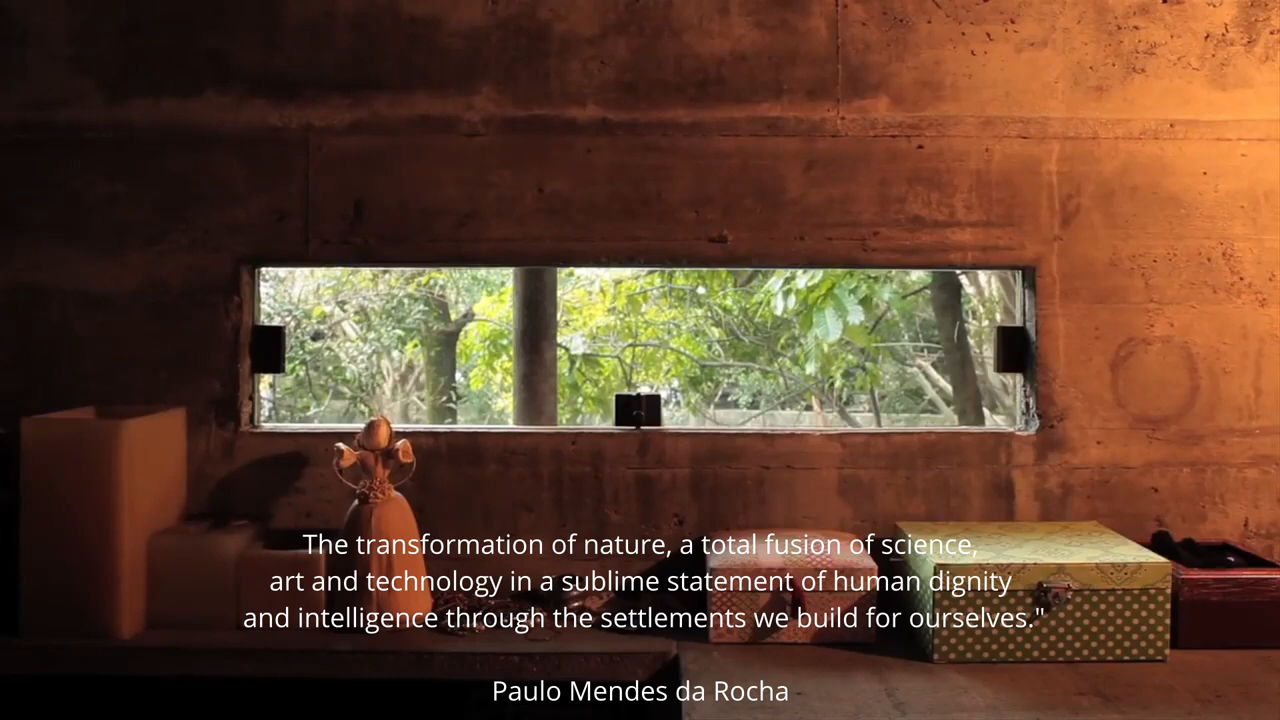 The transformation of nature, a total fusion of science,
art and technology in a sublime statement of human dignity
and intelligence through the settlements we build for ourselves."
Paulo Mendes da Rocha